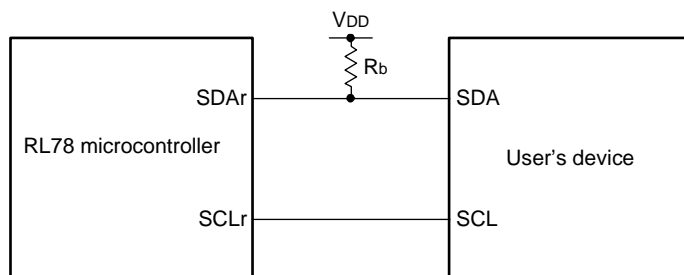 VDD
Rb
SDAr
SDA
RL78 microcontroller
User's device
SCLr
SCL